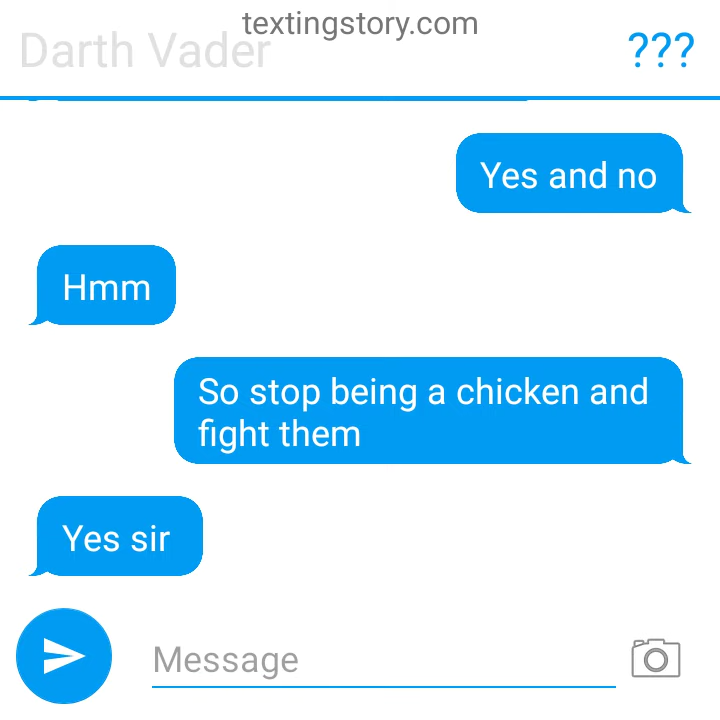 textingstory.com
Darth Vader
???
Yes and no
Hmm
So stop being a chicken and
fight them
Yes sir
Message